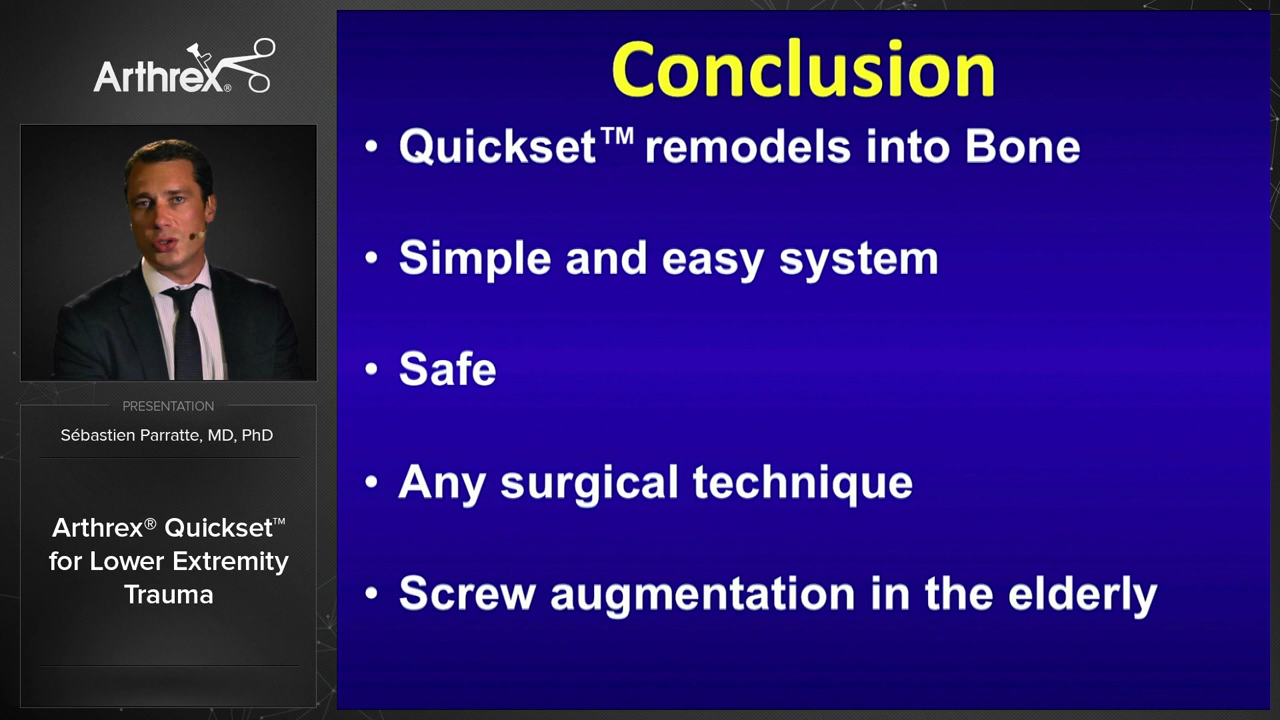 Arthrex®
PRESENTATION
Sébastien Parratte, MD, PhD
Arthrex® Quickset™
for Lower Extremity
Trauma
Conclusion
• Quickset™ remodels into Bone
• Simple and easy system
• Safe
• Any surgical technique
• Screw augmentation in the elderly